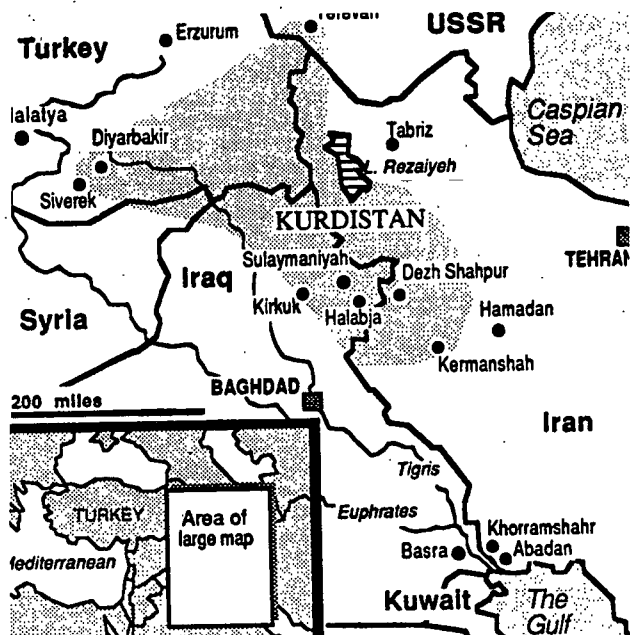 USSR
Turkey
Erzurum
Caspian
Sea
Tabriz
Diyarbakir
L. Rezaiyeh
Siverek
KURDISTAN
TEHRAN
Sulaymaniyah
Dezh Shahpur
Iraq
Kirkuk
Halabja
Hamadan
Syria
Kermanshah
BAGHDAD
200 miles
Iran
Tigris
Euphrates
TURKEY
Area of
large map
Khorramshahr
Basra
Abadan
Kuwait
The
Gulf